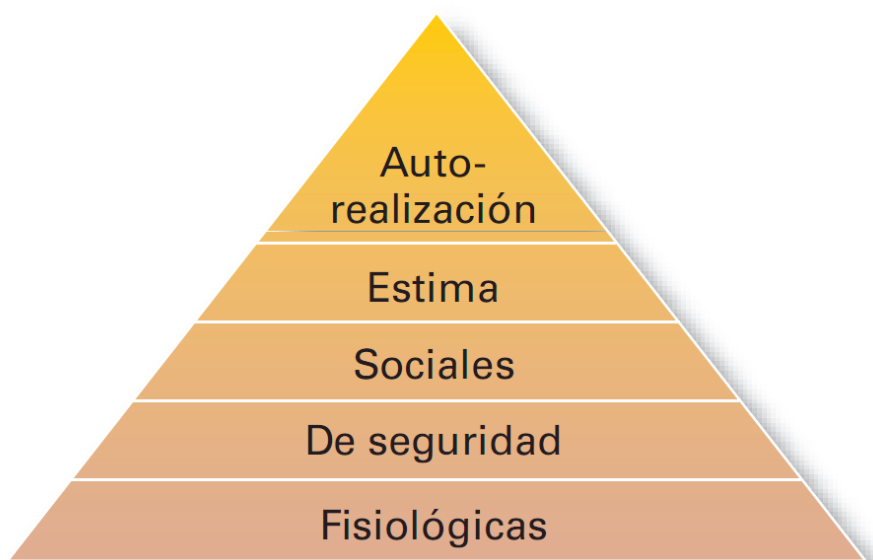 Auto-
realización
Estima
Sociales
De seguridad
Fisiológicas